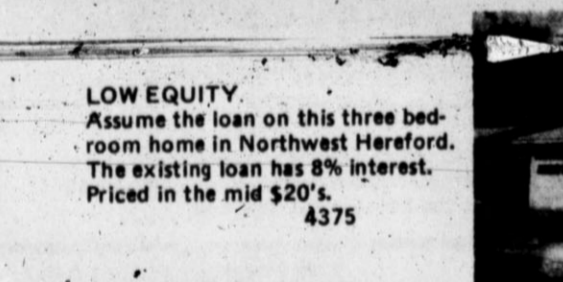 LOW EQUITY
Assume the loan on this three bed-
room home in Northwest Hereford.
The existing loan has 8% interest.
Priced in the mid $20's.
4375